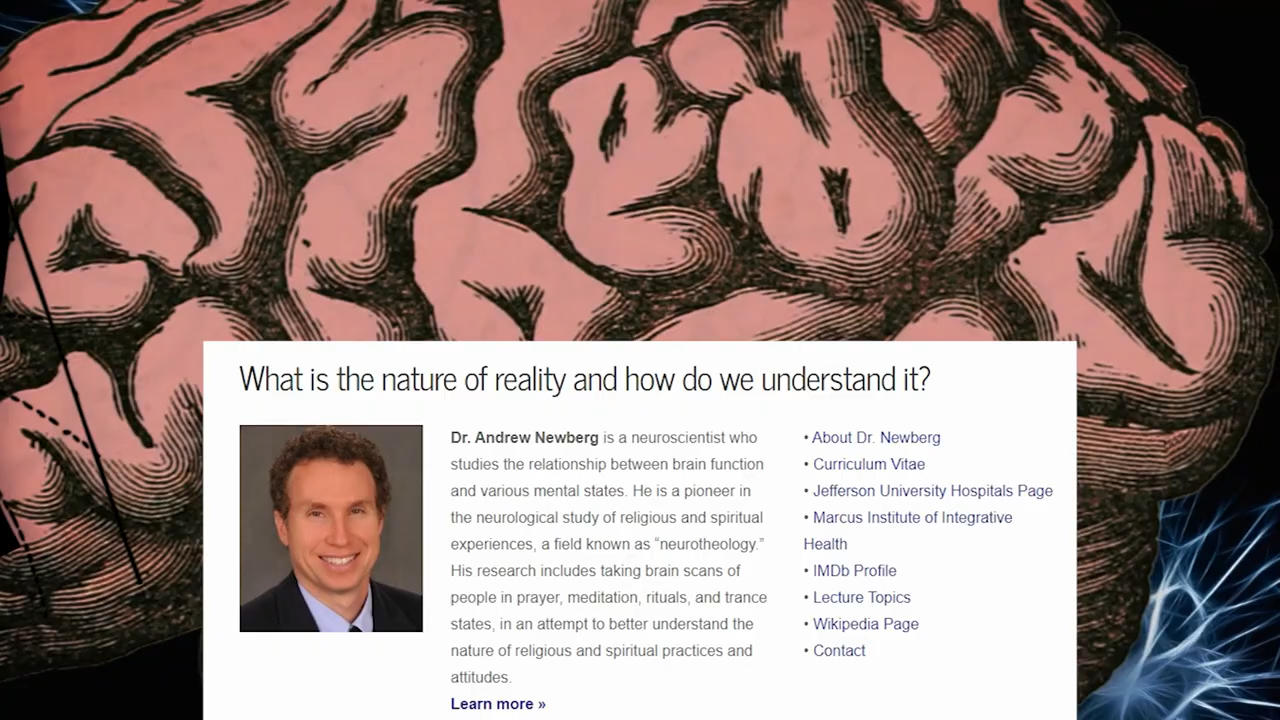 What is the nature of reality and how do we understand it?
Dr. Andrew Newberg is a neuroscientist who
studies the relationship between brain function
and various mental states. He is a pioneer in
the neurological study of religious and spiritual
experiences, a field known as “neurotheology.”
His research includes taking brain scans of
people in prayer, meditation, rituals, and trance
states, in an attempt to better understand the
nature of religious and spiritual practices and
attitudes.
Learn more »
• About Dr. Newberg
• Curriculum Vitae
• Jefferson University Hospitals Page
• Marcus Institute of Integrative
Health
• IMDb Profile
• Lecture Topics
• Wikipedia Page
• Contact